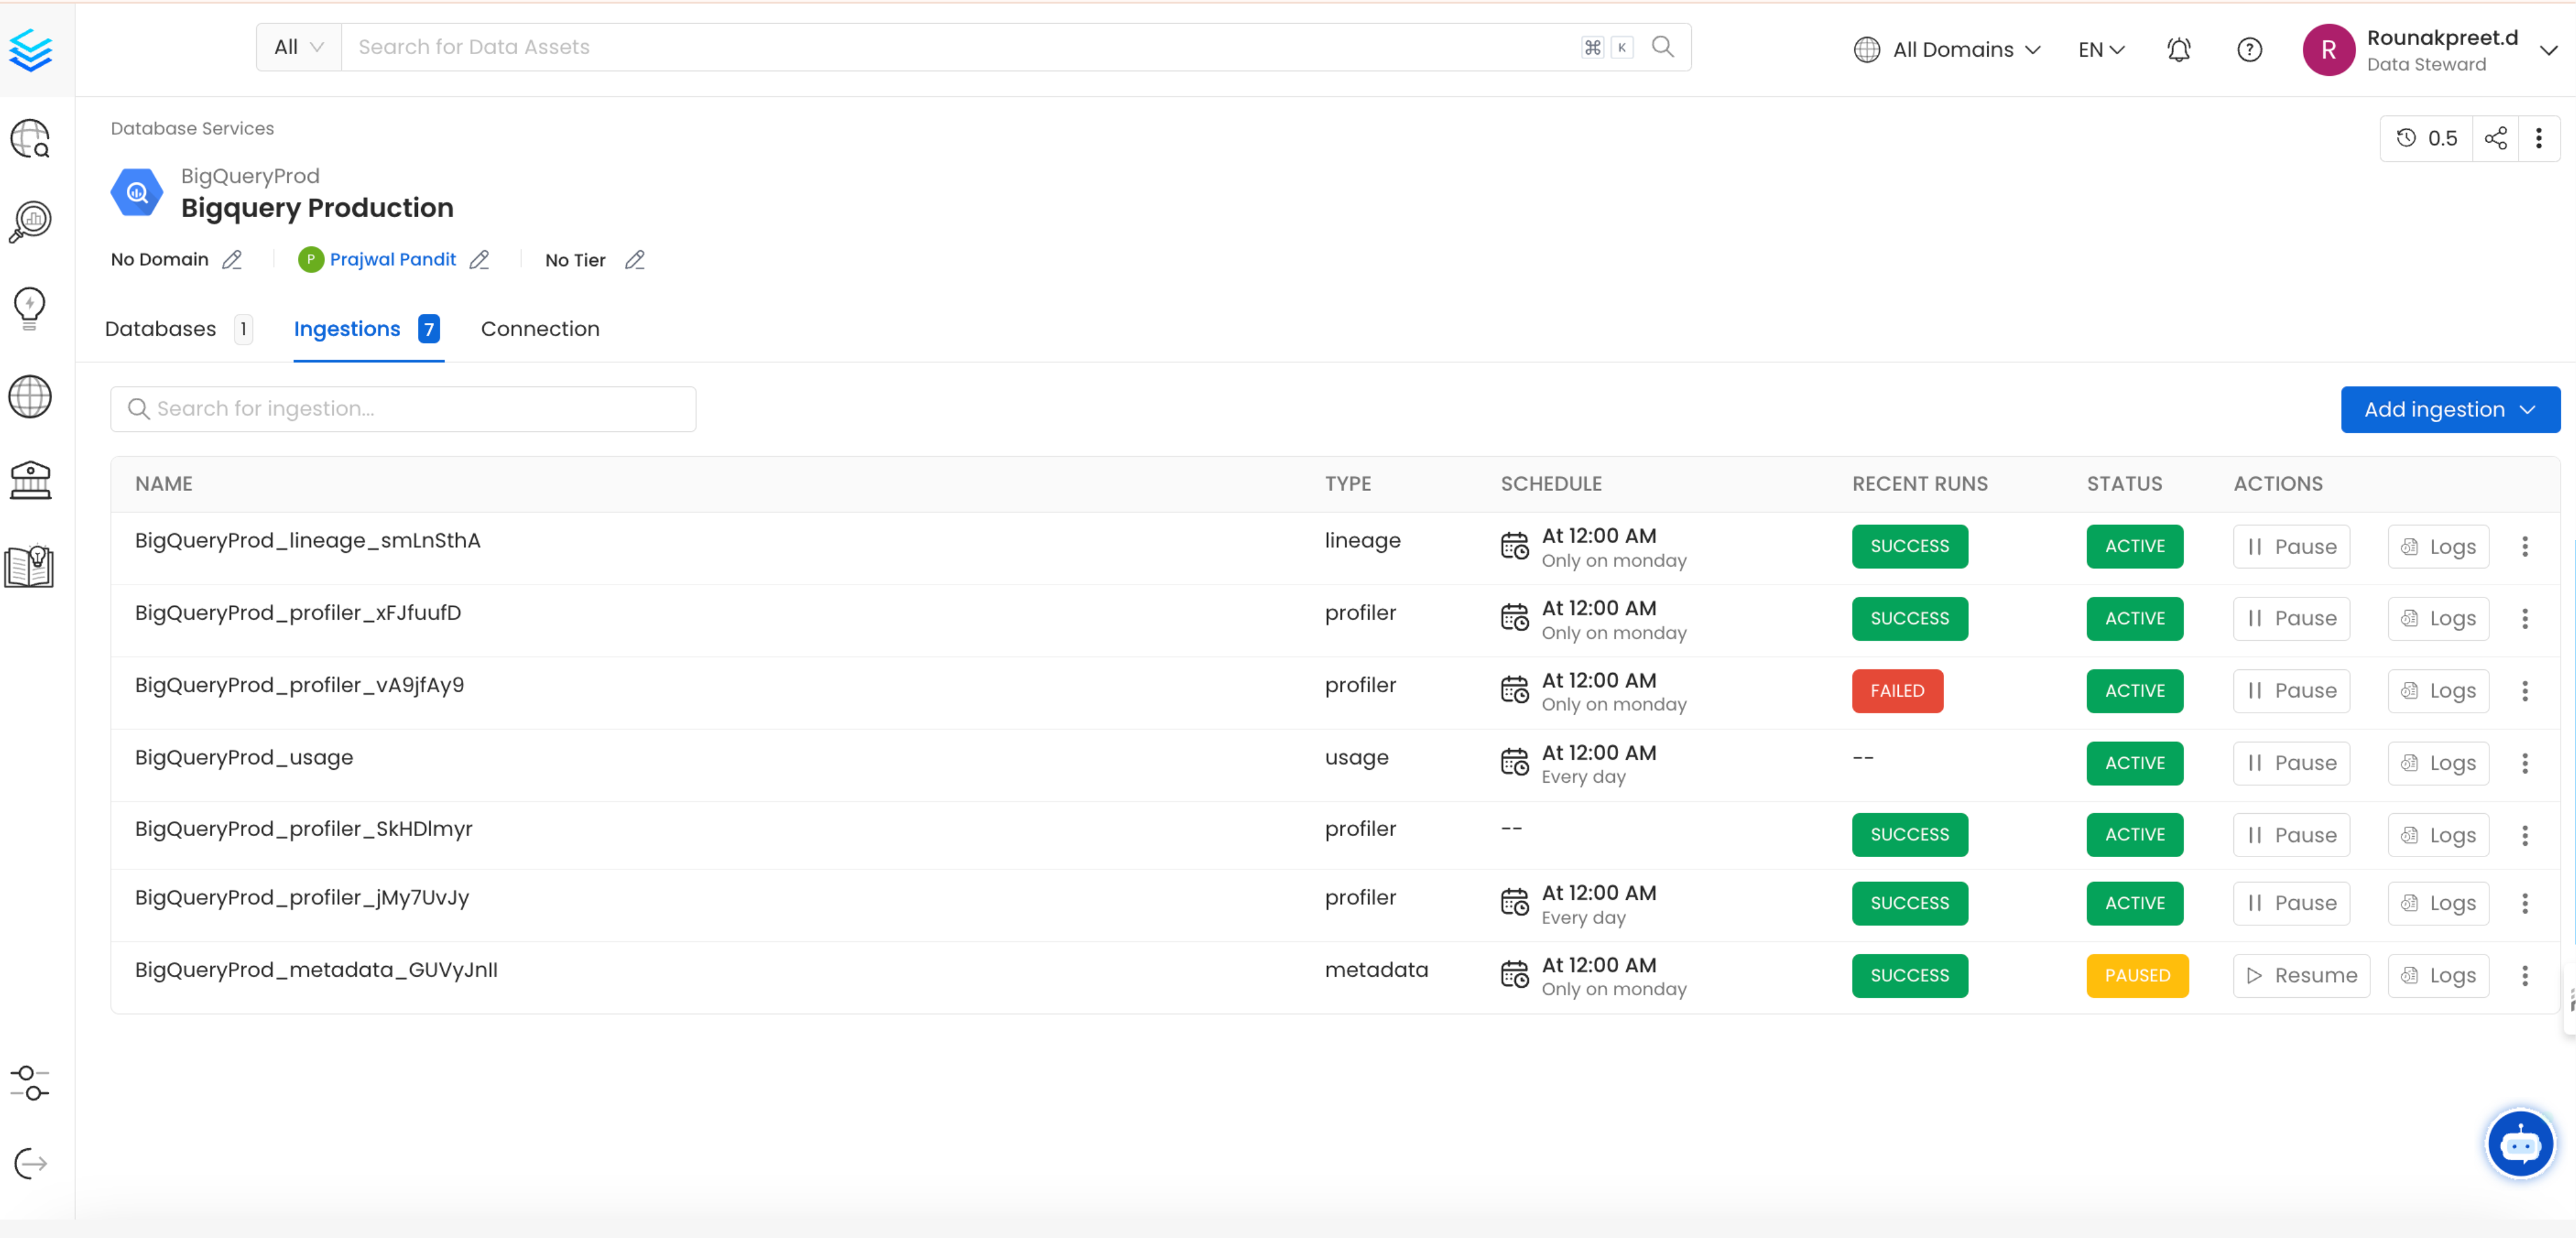 All Search for Data Assets ⌘ K All Domains EN R Rounakpreet.d
Data Steward
Database Services
0.5
BigQueryProd
Bigquery Production
No Domain P Prajwal Pandit No Tier
Databases 1 Ingestions 7 Connection
Search for ingestion... Add ingestion
NAME TYPE SCHEDULE RECENT RUNS STATUS ACTIONS
BigQueryProd_lineage_smLnSthA lineage At 12:00 AM SUCCESS ACTIVE Pause Logs
Only on monday
BigQueryProd_profiler_xFJfuufD profiler At 12:00 AM SUCCESS ACTIVE Pause Logs
Only on monday
BigQueryProd_profiler_vA9jfAy9 profiler At 12:00 AM FAILED ACTIVE Pause Logs
Only on monday
BigQueryProd_usage usage At 12:00 AM -- ACTIVE Pause Logs
Every day
BigQueryProd_profiler_SkHDlmyr profiler -- SUCCESS ACTIVE Pause Logs
BigQueryProd_profiler_jMy7UvJy profiler At 12:00 AM SUCCESS ACTIVE Pause Logs
Every day
BigQueryProd_metadata_GUVyJnII metadata At 12:00 AM SUCCESS PAUSED Resume Logs
Only on monday